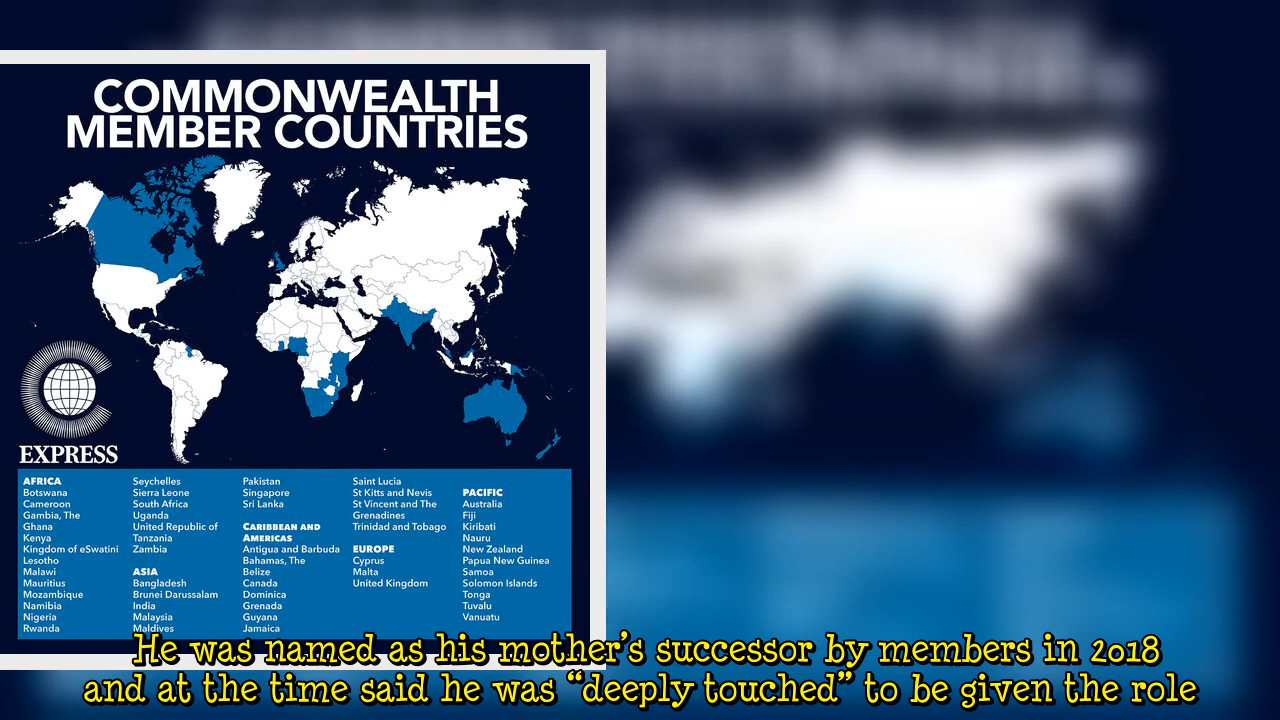 COMMONWEALTH
MEMBER COUNTRIES
EXPRESS
AFRICA
Botswana
Cameroon
Gambia, The
Ghana
Kenya
Kingdom of eSwatini
Lesotho
Malawi
Mauritius
Mozambique
Namibia
Nigeria
Rwanda
Seychelles
Sierra Leone
South Africa
Uganda
United Republic of
Tanzania
Zambia
ASIA
Bangladesh
Brunei Darussalam
India
Malaysia
Maldives
Pakistan
Singapore
Sri Lanka
CARIBBEAN AND
AMERICAS
Antigua and Barbuda
Bahamas, The
Belize
Canada
Dominica
Grenada
Guyana
Jamaica
Saint Lucia
St Kitts and Nevis
St Vincent and The
Grenadines
Trinidad and Tobago
EUROPE
Cyprus
Malta
United Kingdom
PACIFIC
Australia
Fiji
Kiribati
Nauru
New Zealand
Papua New Guinea
Samoa
Solomon Islands
Tonga
Tuvalu
Vanuatu
He was named as his mother’s successor by members in 2018
and at the time said he was “deeply touched” to be given the role